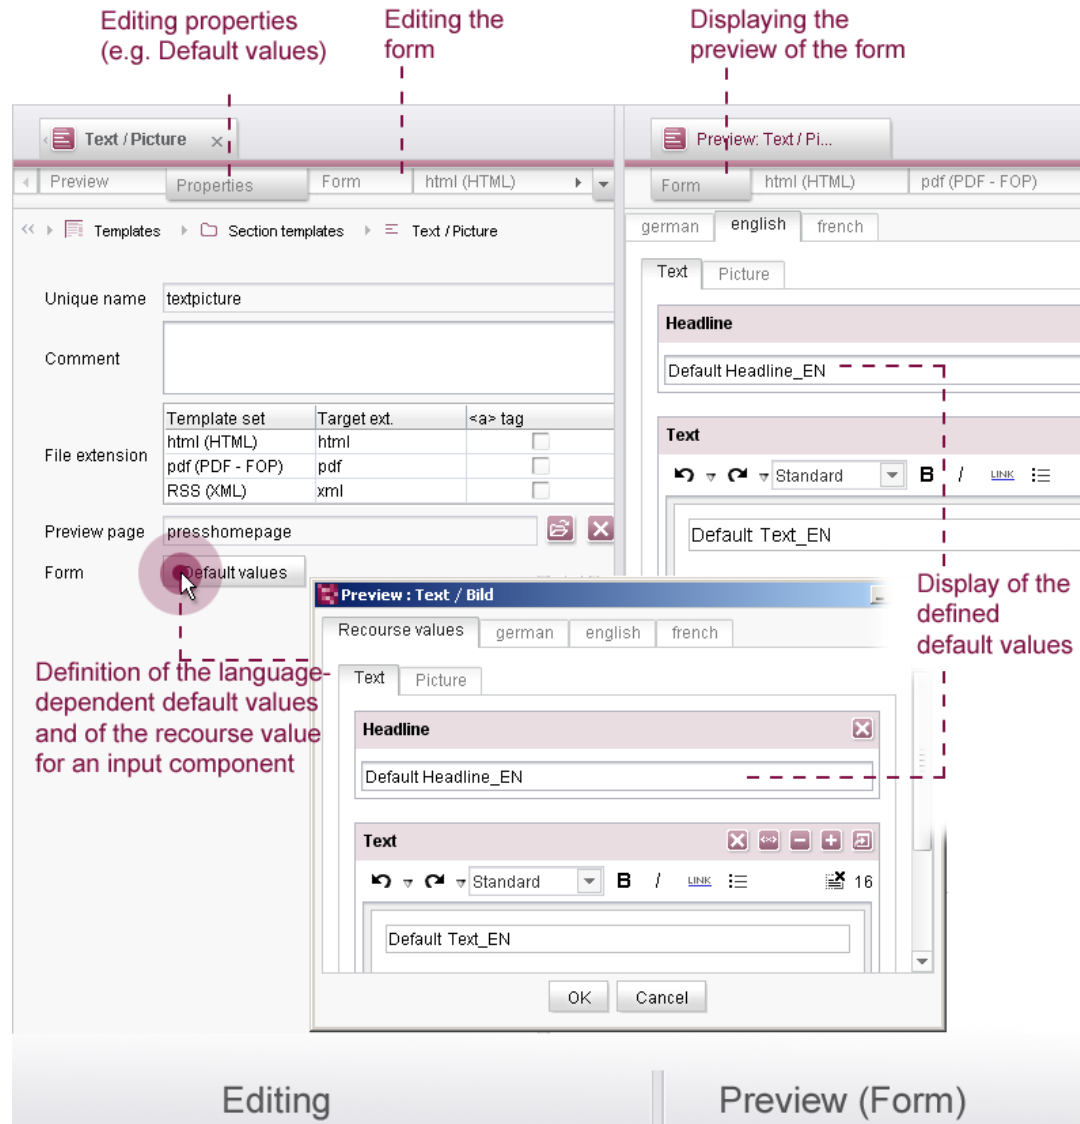 Editing properties
(e.g. Default values)
Editing the
form
Displaying the
preview of the form
Text / Picture
Preview: Text / Pi...
Preview
Properties
Form
html (HTML)
Form
html (HTML)
pdf (PDF - FOP)
Templates
Section templates
Text / Picture
german
english
french
Text
Picture
Unique name
textpicture
Headline
Comment
Default Headline_EN
Template set
Target ext.
<a> tag
File extension
html (HTML)
html
pdf (PDF - FOP)
pdf
RSS (XML)
xml
Text
Standard
B
I
LINK
Preview page
presshomepage
Default Text_EN
Form
Default values
Preview : Text / Bild
Display of the
defined
default values
Recourse values
german
english
french
Definition of the language-
dependent default values
and of the recourse value
for an input component
Text
Picture
Headline
Default Headline_EN
Text
Standard
B
I
LINK
16
Default Text_EN
OK
Cancel
Editing
Preview (Form)